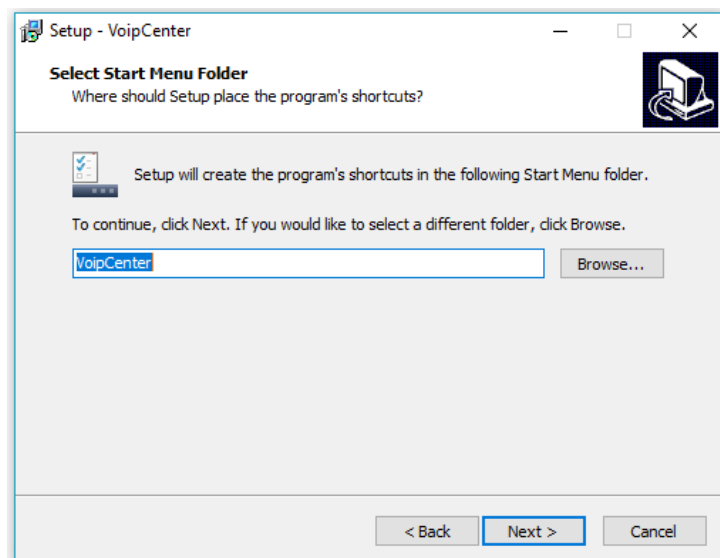 Setup - VoipCenter
Select Start Menu Folder
Where should Setup place the program's shortcuts?
Setup will create the program's shortcuts in the following Start Menu folder.
To continue, click Next. If you would like to select a different folder, click Browse.
VoipCenter
Browse...
< Back
Next >
Cancel